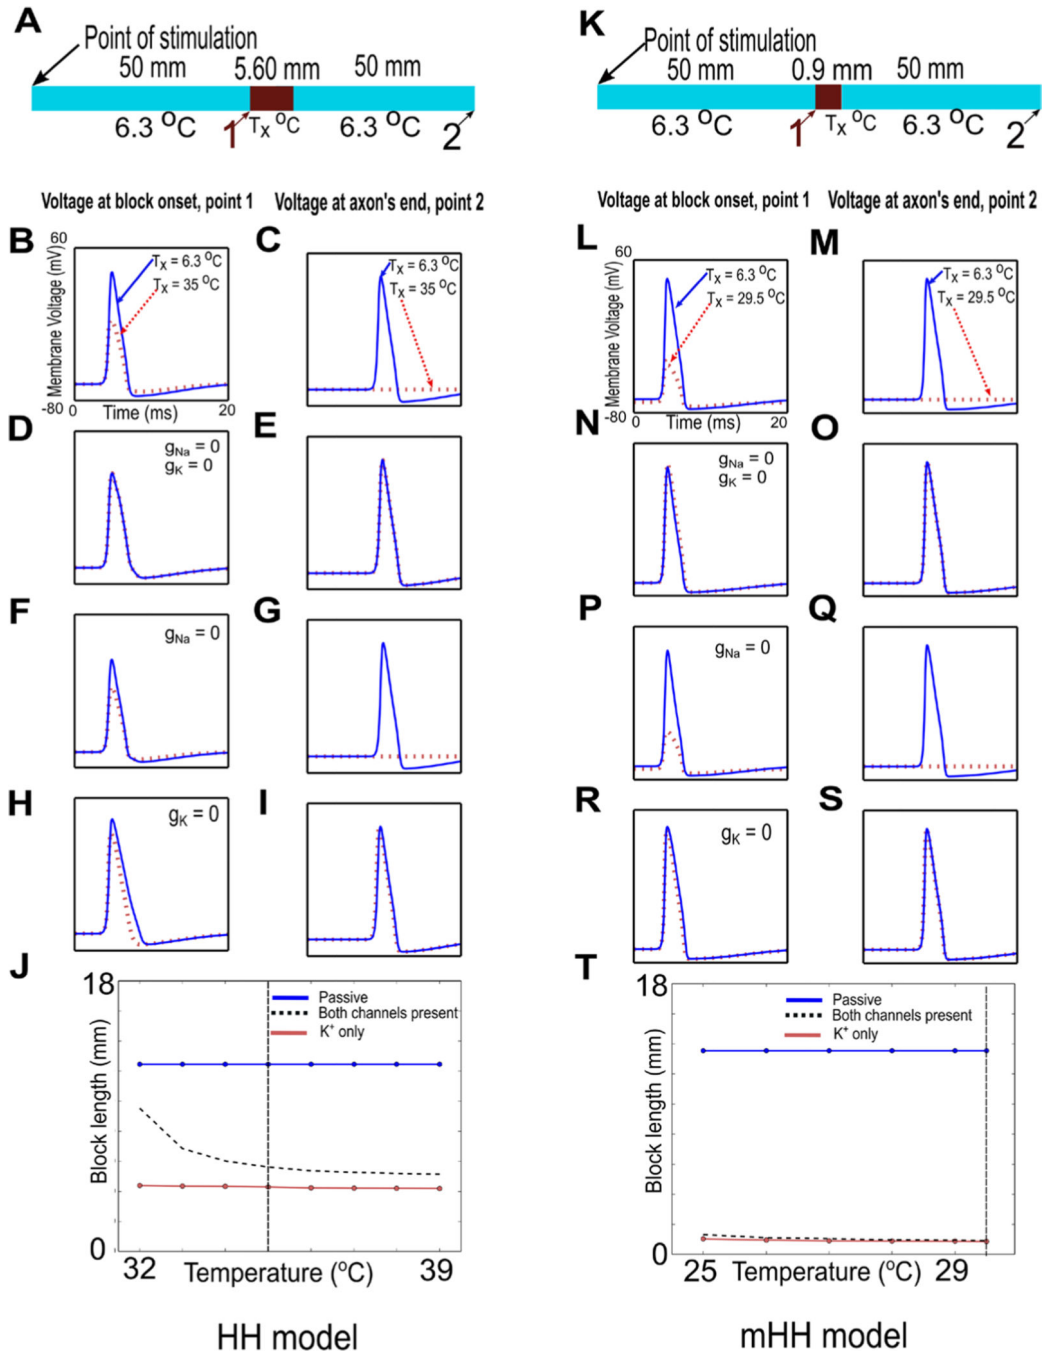 A
Point of stimulation
50 mm 5.60 mm 50 mm
6.3 °C 1 Tx °C 6.3 °C 2
Voltage at block onset, point 1 Voltage at axon's end, point 2
B
60
Membrane Voltage (mV)
-80
0 Time (ms) 20
Tx = 6.3 °C
Tx = 35 °C
C
Tx = 6.3 °C
Tx = 35 °C
D
gNa = 0
gK = 0
E
F
gNa = 0
G
H
gK = 0
I
J
18
Block length (mm)
0
Passive
Both channels present
K+ only
32 Temperature (°C) 39
HH model
K
Point of stimulation
50 mm 0.9 mm 50 mm
6.3 °C 1 Tx °C 6.3 °C 2
Voltage at block onset, point 1 Voltage at axon's end, point 2
L
60
Membrane Voltage (mV)
-80
0 Time (ms) 20
Tx = 6.3 °C
Tx = 29.5 °C
M
Tx = 6.3 °C
Tx = 29.5 °C
N
gNa = 0
gK = 0
O
P
gNa = 0
Q
R
gK = 0
S
T
18
Block length (mm)
0
Passive
Both channels present
K+ only
25 Temperature (°C) 29
mHH model